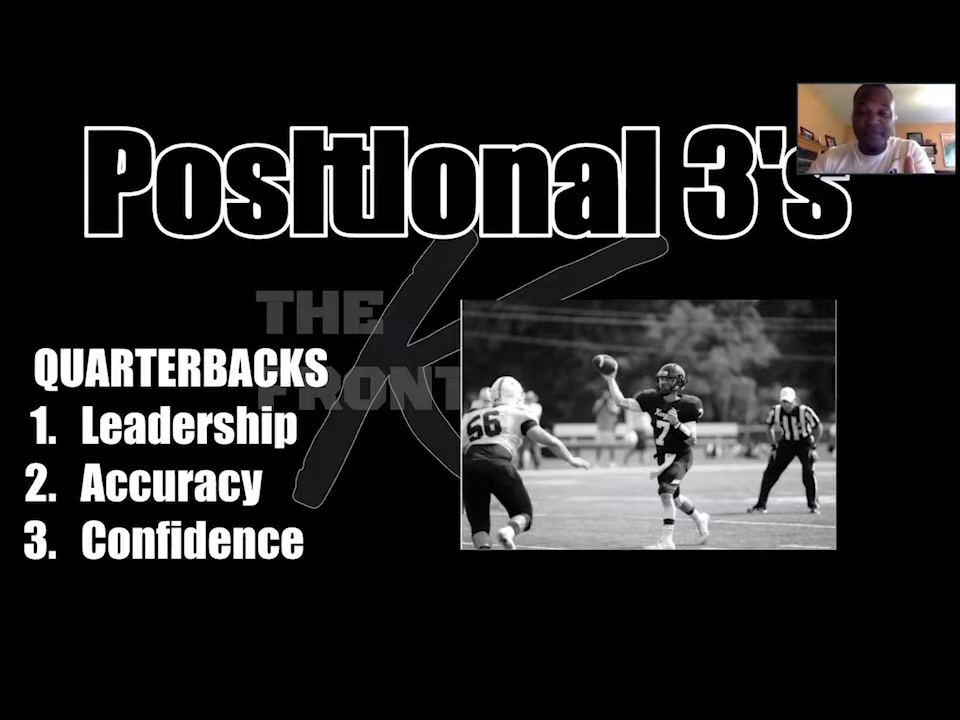 Positional 3's
THE
FRONT
QUARTERBACKS
1. Leadership
2. Accuracy
3. Confidence
56
7